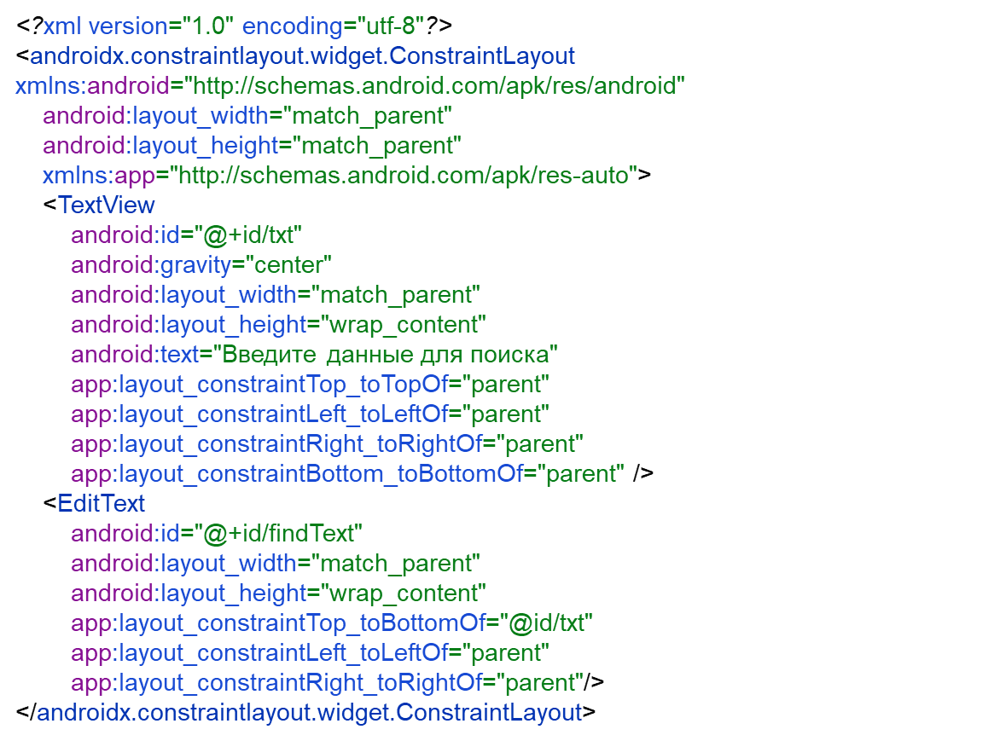 <?xml version="1.0" encoding="utf-8"?>
<androidx.constraintlayout.widget.ConstraintLayout
xmlns:android="http://schemas.android.com/apk/res/android"
    android:layout_width="match_parent"
    android:layout_height="match_parent"
    xmlns:app="http://schemas.android.com/apk/res-auto">
    <TextView
        android:id="@+id/txt"
        android:gravity="center"
        android:layout_width="match_parent"
        android:layout_height="wrap_content"
        android:text="Введите данные для поиска"
        app:layout_constraintTop_toTopOf="parent"
        app:layout_constraintLeft_toLeftOf="parent"
        app:layout_constraintRight_toRightOf="parent"
        app:layout_constraintBottom_toBottomOf="parent" />
    <EditText
        android:id="@+id/findText"
        android:layout_width="match_parent"
        android:layout_height="wrap_content"
        app:layout_constraintTop_toBottomOf="@id/txt"
        app:layout_constraintLeft_toLeftOf="parent"
        app:layout_constraintRight_toRightOf="parent"/>
</androidx.constraintlayout.widget.ConstraintLayout>